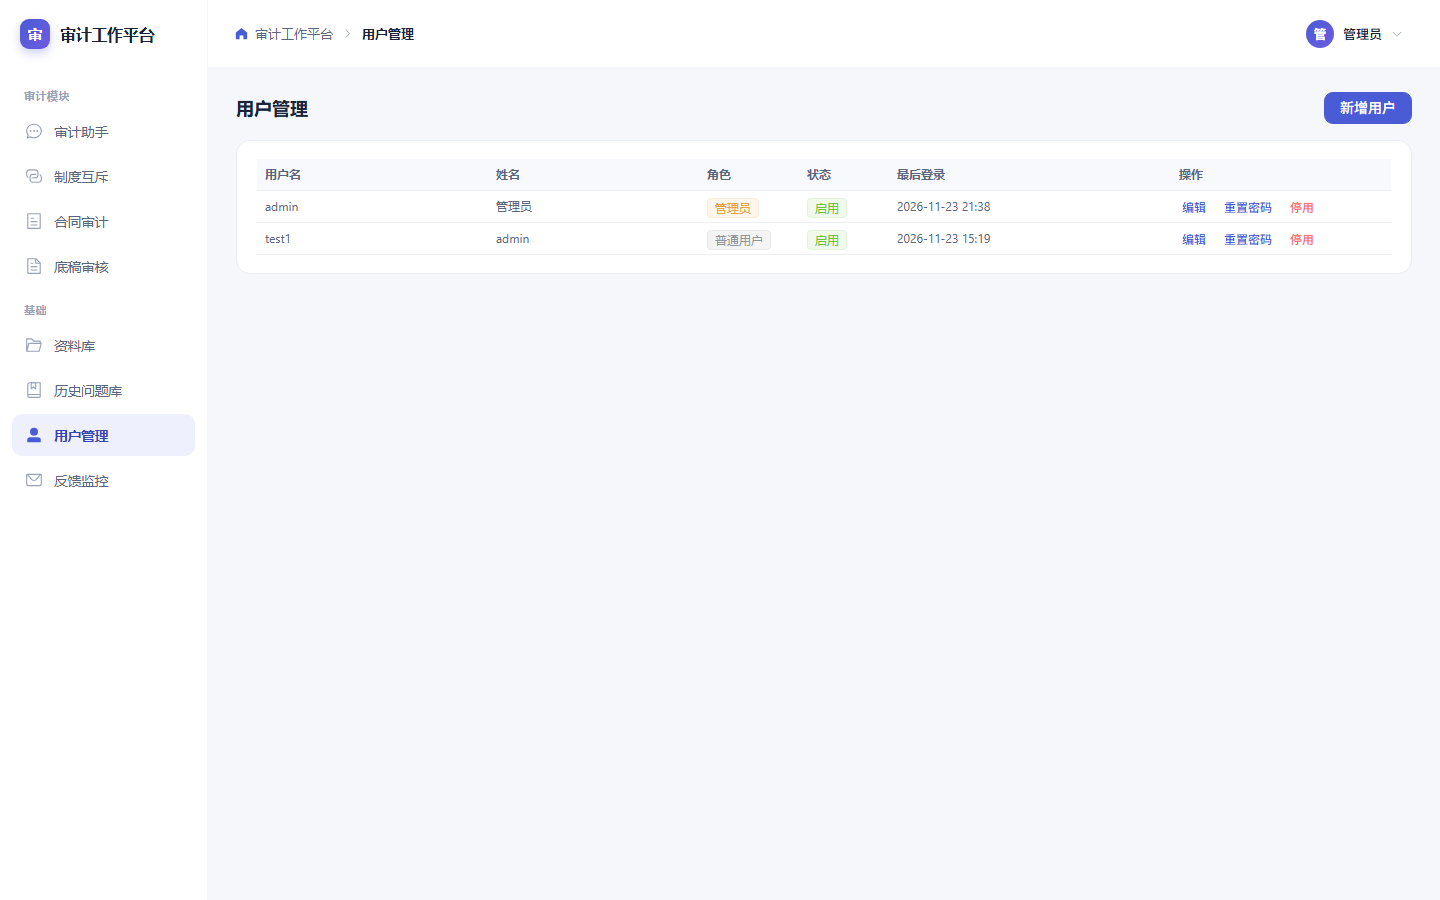 审 审计工作平台
审计工作平台 用户管理
管 管理员
审计模块
审计助手
制度互斥
合同审计
底稿审核
基础
资料库
历史问题库
用户管理
反馈监控
用户管理
新增用户
用户名 姓名 角色 状态 最后登录 操作
admin 管理员 管理员 启用 2026-11-23 21:38 编辑 重置密码 停用
test1 admin 普通用户 启用 2026-11-23 15:19 编辑 重置密码 停用